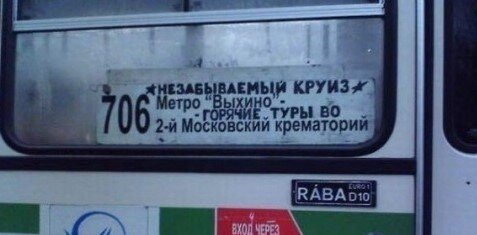 ★НЕЗАБЫВАЕМЫЙ КРУИЗ★
706 Метро "Выхино"-
- ГОРЯЧИЕ ТУРЫ ВО
2-й Московский крематорий
RÁBA EURO 1 D10
ВХОД ЧЕРЕЗ